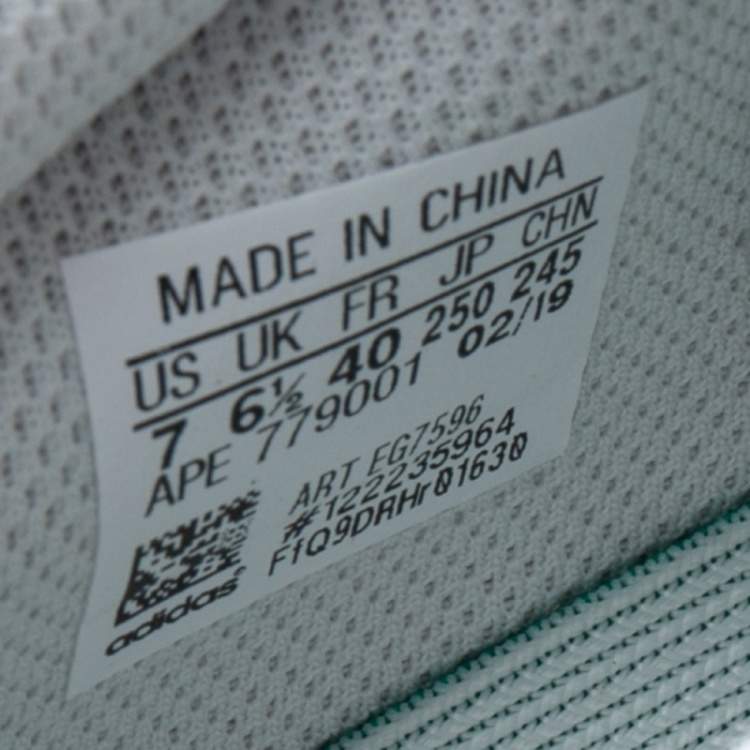 MADE IN CHINA
US UK FR JP CHN
7 6½ 40 250 245
APE 779001 02/19
ART EG7596
#1222235964
FfQ9DRHr01630
adidas